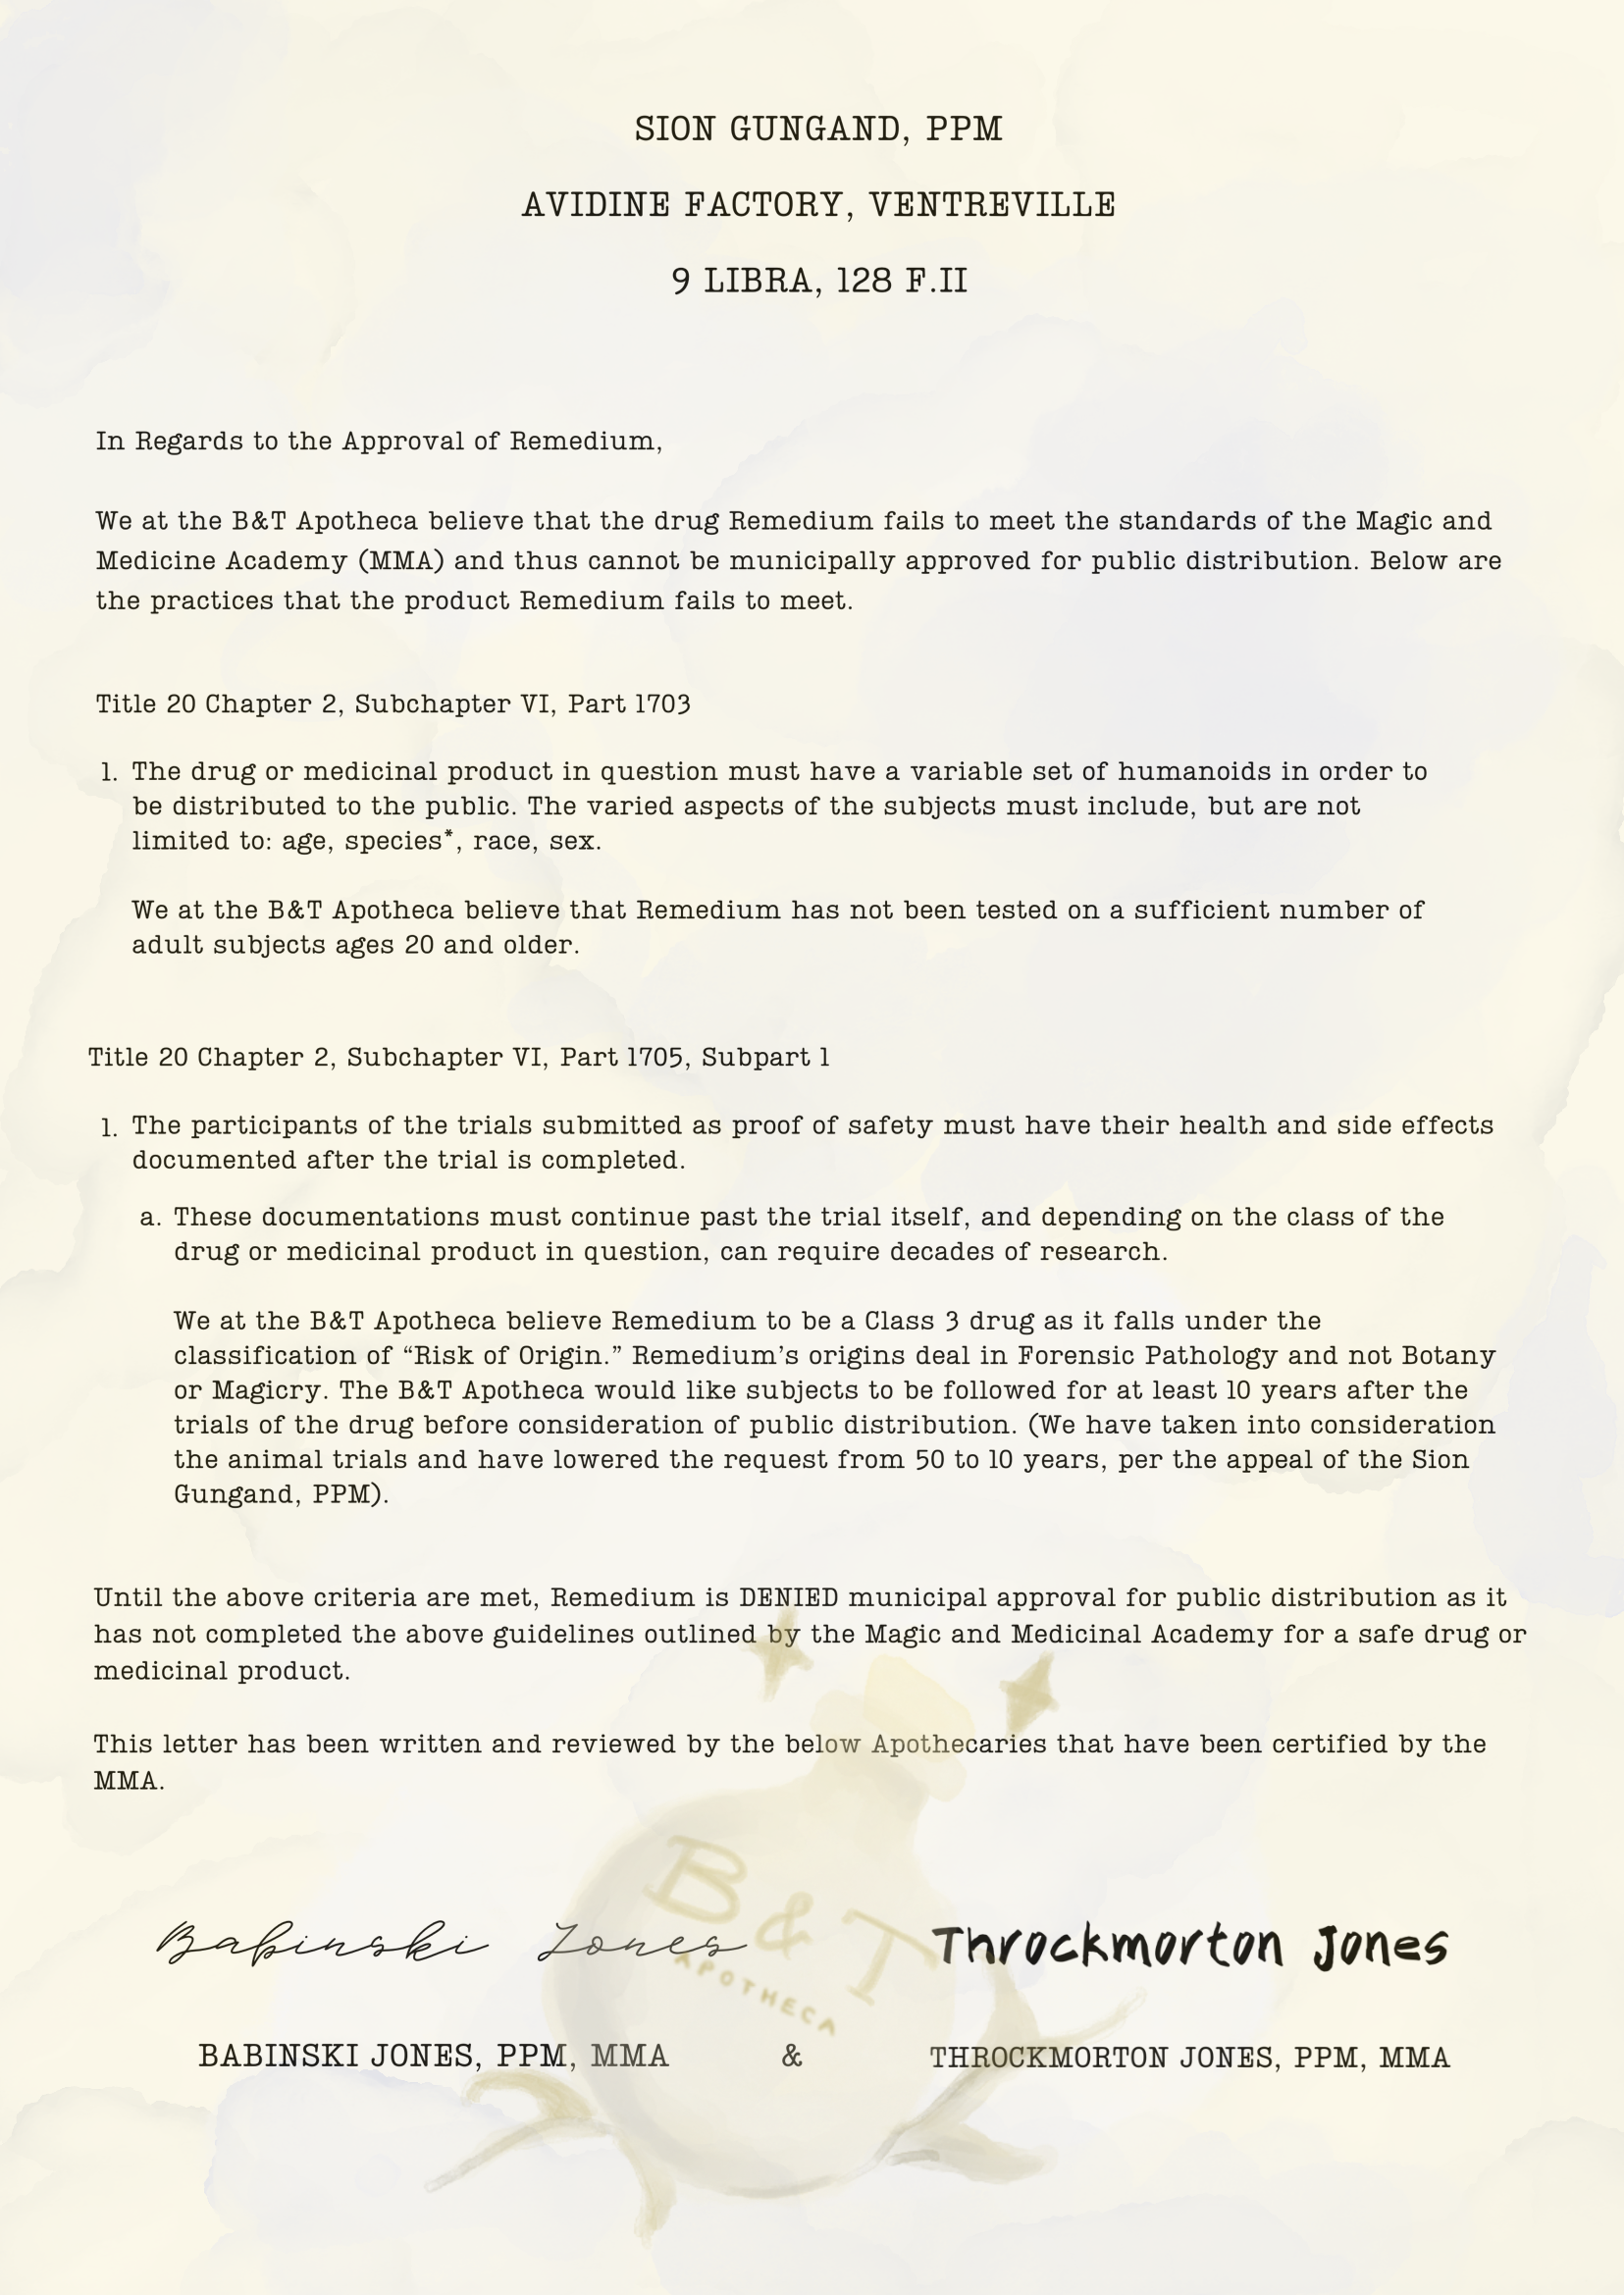 SION GUNGAND, PPM
AVIDINE FACTORY, VENTREVILLE
9 LIBRA, 128 F.II
In Regards to the Approval of Remedium,
We at the B&T Apotheca believe that the drug Remedium fails to meet the standards of the Magic and
Medicine Academy (MMA) and thus cannot be municipally approved for public distribution. Below are
the practices that the product Remedium fails to meet.
Title 20 Chapter 2, Subchapter VI, Part 1703
1. The drug or medicinal product in question must have a variable set of humanoids in order to
be distributed to the public. The varied aspects of the subjects must include, but are not
limited to: age, species*, race, sex.
We at the B&T Apotheca believe that Remedium has not been tested on a sufficient number of
adult subjects ages 20 and older.
Title 20 Chapter 2, Subchapter VI, Part 1705, Subpart 1
1. The participants of the trials submitted as proof of safety must have their health and side effects
documented after the trial is completed.
a. These documentations must continue past the trial itself, and depending on the class of the
drug or medicinal product in question, can require decades of research.
We at the B&T Apotheca believe Remedium to be a Class 3 drug as it falls under the
classification of “Risk of Origin.” Remedium’s origins deal in Forensic Pathology and not Botany
or Magicry. The B&T Apotheca would like subjects to be followed for at least 10 years after the
trials of the drug before consideration of public distribution. (We have taken into consideration
the animal trials and have lowered the request from 50 to 10 years, per the appeal of the Sion
Gungand, PPM).
Until the above criteria are met, Remedium is DENIED municipal approval for public distribution as it
has not completed the above guidelines outlined by the Magic and Medicinal Academy for a safe drug or
medicinal product.
This letter has been written and reviewed by the below Apothecaries that have been certified by the
MMA.
B&T
APOTHECA
Babinski Jones Throckmorton Jones
BABINSKI JONES, PPM, MMA & THROCKMORTON JONES, PPM, MMA